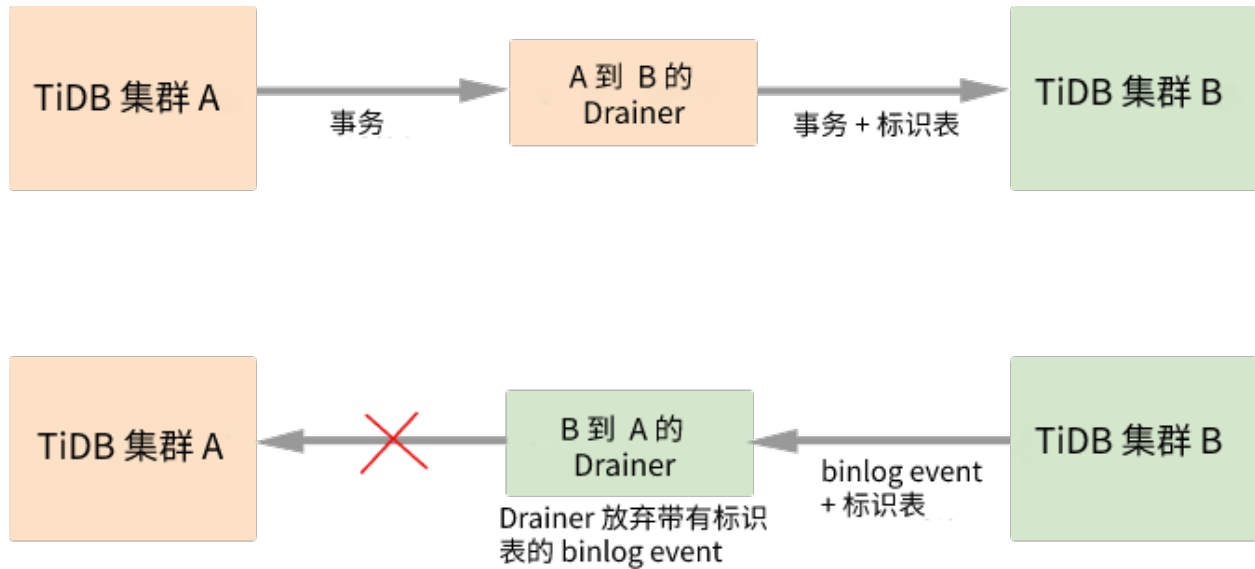 TiDB 集群 A
事务
A 到 B 的
Drainer
事务 + 标识表
TiDB 集群 B
TiDB 集群 A
B 到 A 的
Drainer
Drainer 放弃带有标识
表的 binlog event
binlog event
+ 标识表
TiDB 集群 B